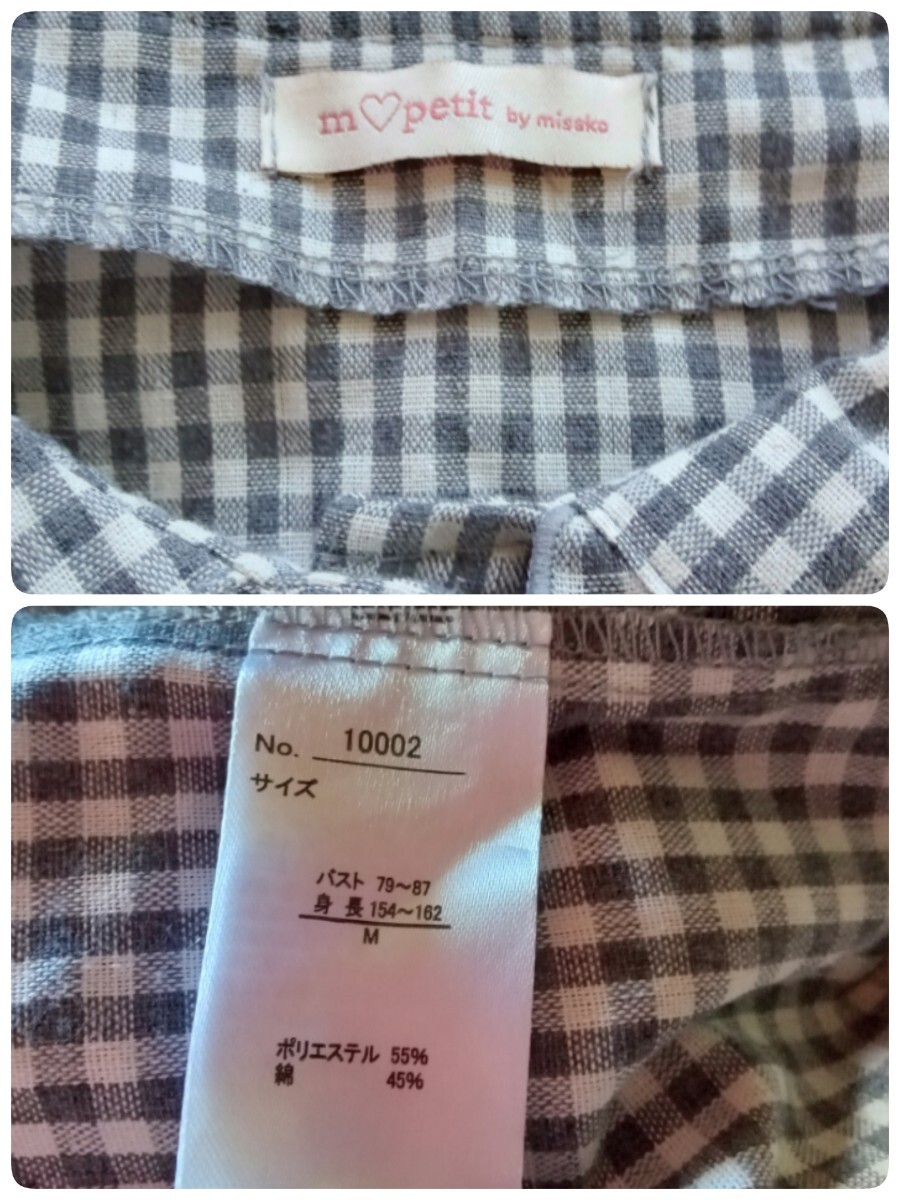 m♡petit by missko
No. 10002
サイズ
バスト 79～87
身 長 154～162
M
ポリエステル 55%
綿 45%